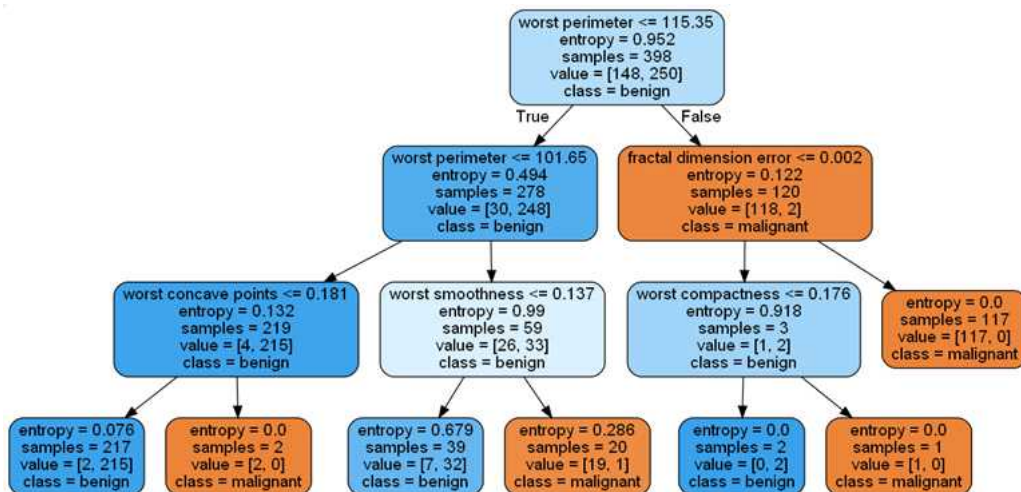 worst perimeter <= 115.35
entropy = 0.952
samples = 398
value = [148, 250]
class = benign
True
False
worst perimeter <= 101.65
entropy = 0.494
samples = 278
value = [30, 248]
class = benign
fractal dimension error <= 0.002
entropy = 0.122
samples = 120
value = [118, 2]
class = malignant
worst concave points <= 0.181
entropy = 0.132
samples = 219
value = [4, 215]
class = benign
worst smoothness <= 0.137
entropy = 0.99
samples = 59
value = [26, 33]
class = benign
worst compactness <= 0.176
entropy = 0.918
samples = 3
value = [1, 2]
class = benign
entropy = 0.0
samples = 117
value = [117, 0]
class = malignant
entropy = 0.076
samples = 217
value = [2, 215]
class = benign
entropy = 0.0
samples = 2
value = [2, 0]
class = malignant
entropy = 0.679
samples = 39
value = [7, 32]
class = benign
entropy = 0.286
samples = 20
value = [19, 1]
class = malignant
entropy = 0.0
samples = 2
value = [0, 2]
class = benign
entropy = 0.0
samples = 1
value = [1, 0]
class = malignant